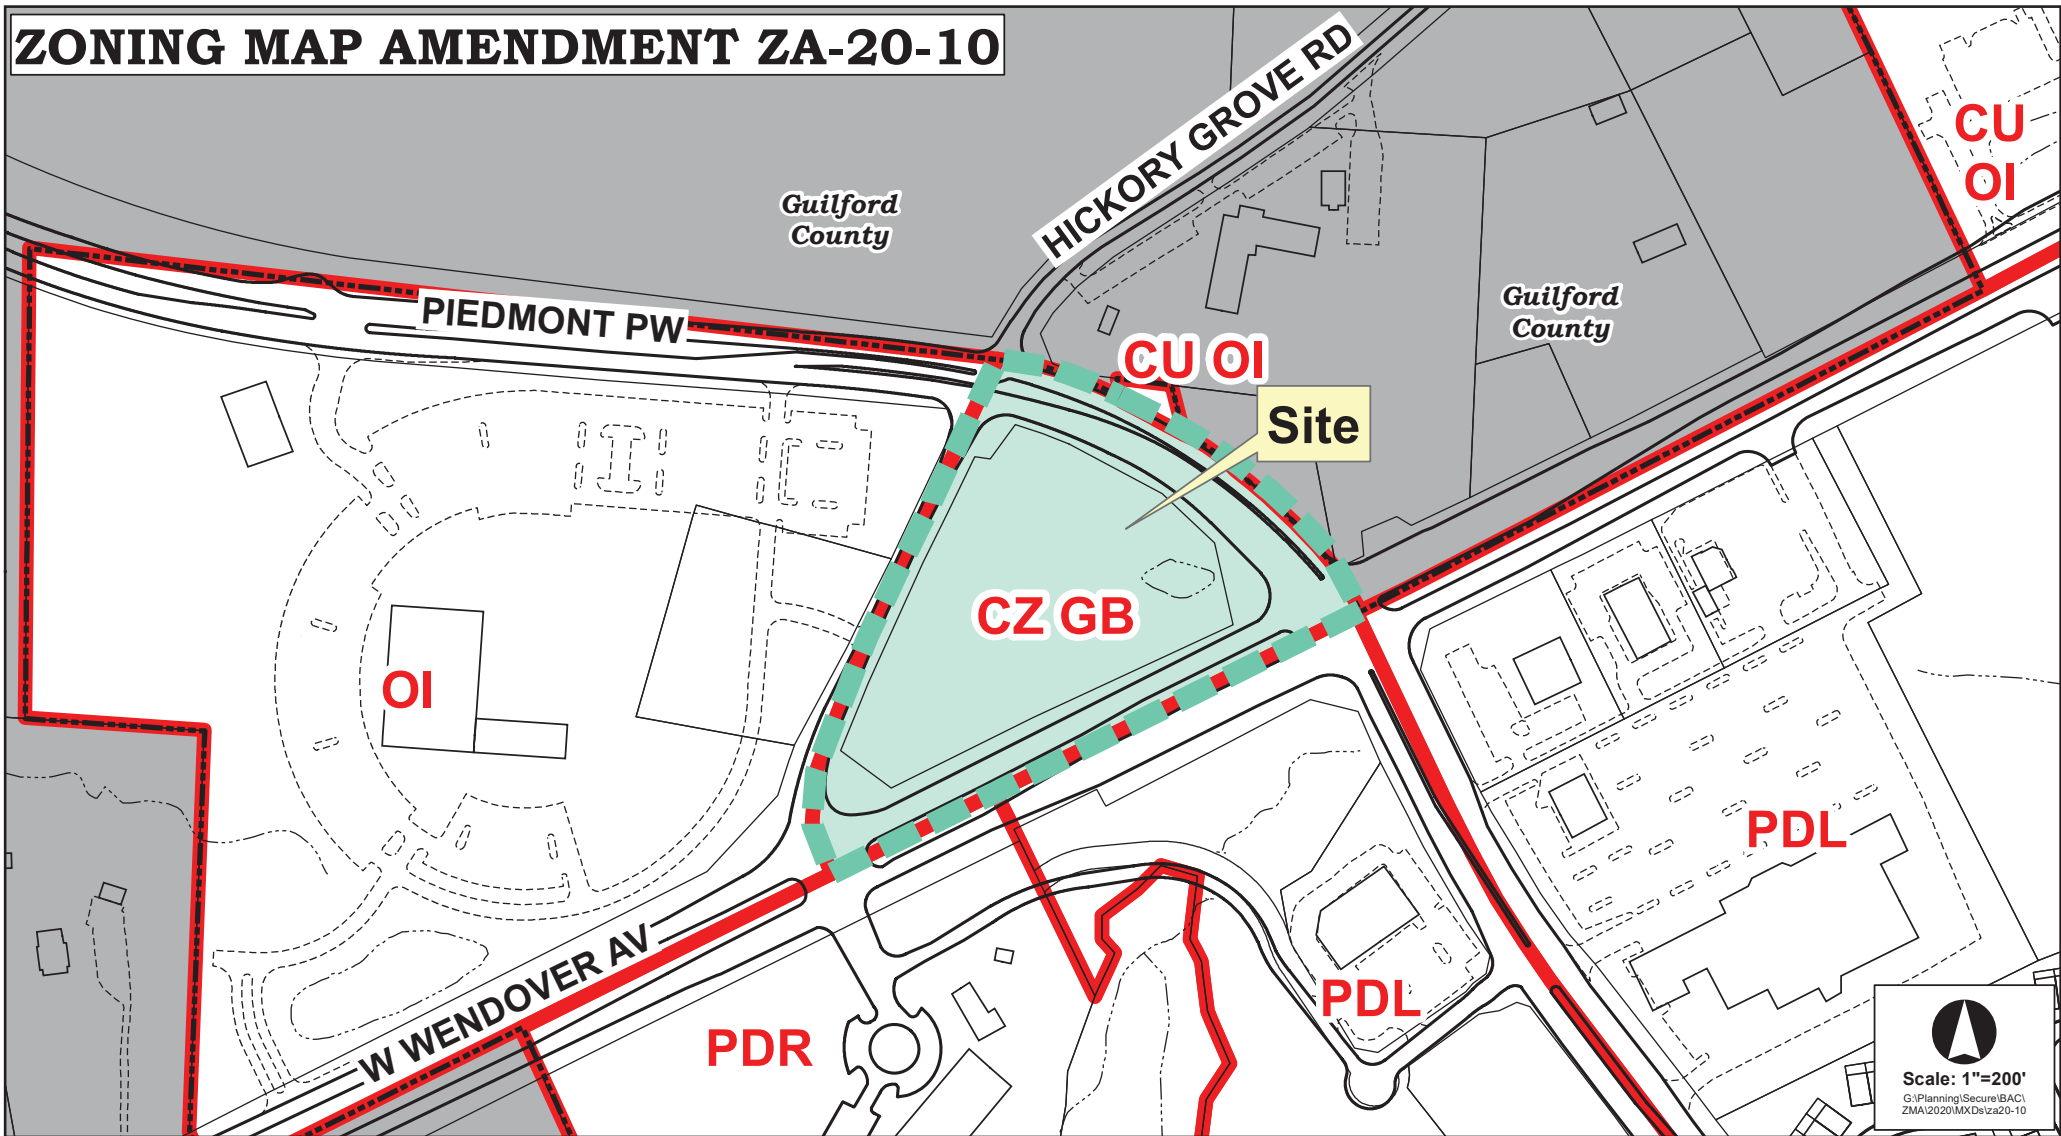 ZONING MAP AMENDMENT ZA-20-10
HICKORY GROVE RD
CU
OI
Guilford
County
Guilford
County
PIEDMONT PW
CU OI
Site
CZ GB
OI
PDL
W WENDOVER AV
PDL
PDR
Scale: 1"=200'
G:\Planning\Secure\BAC\
ZMA\2020\MXDs\za20-10